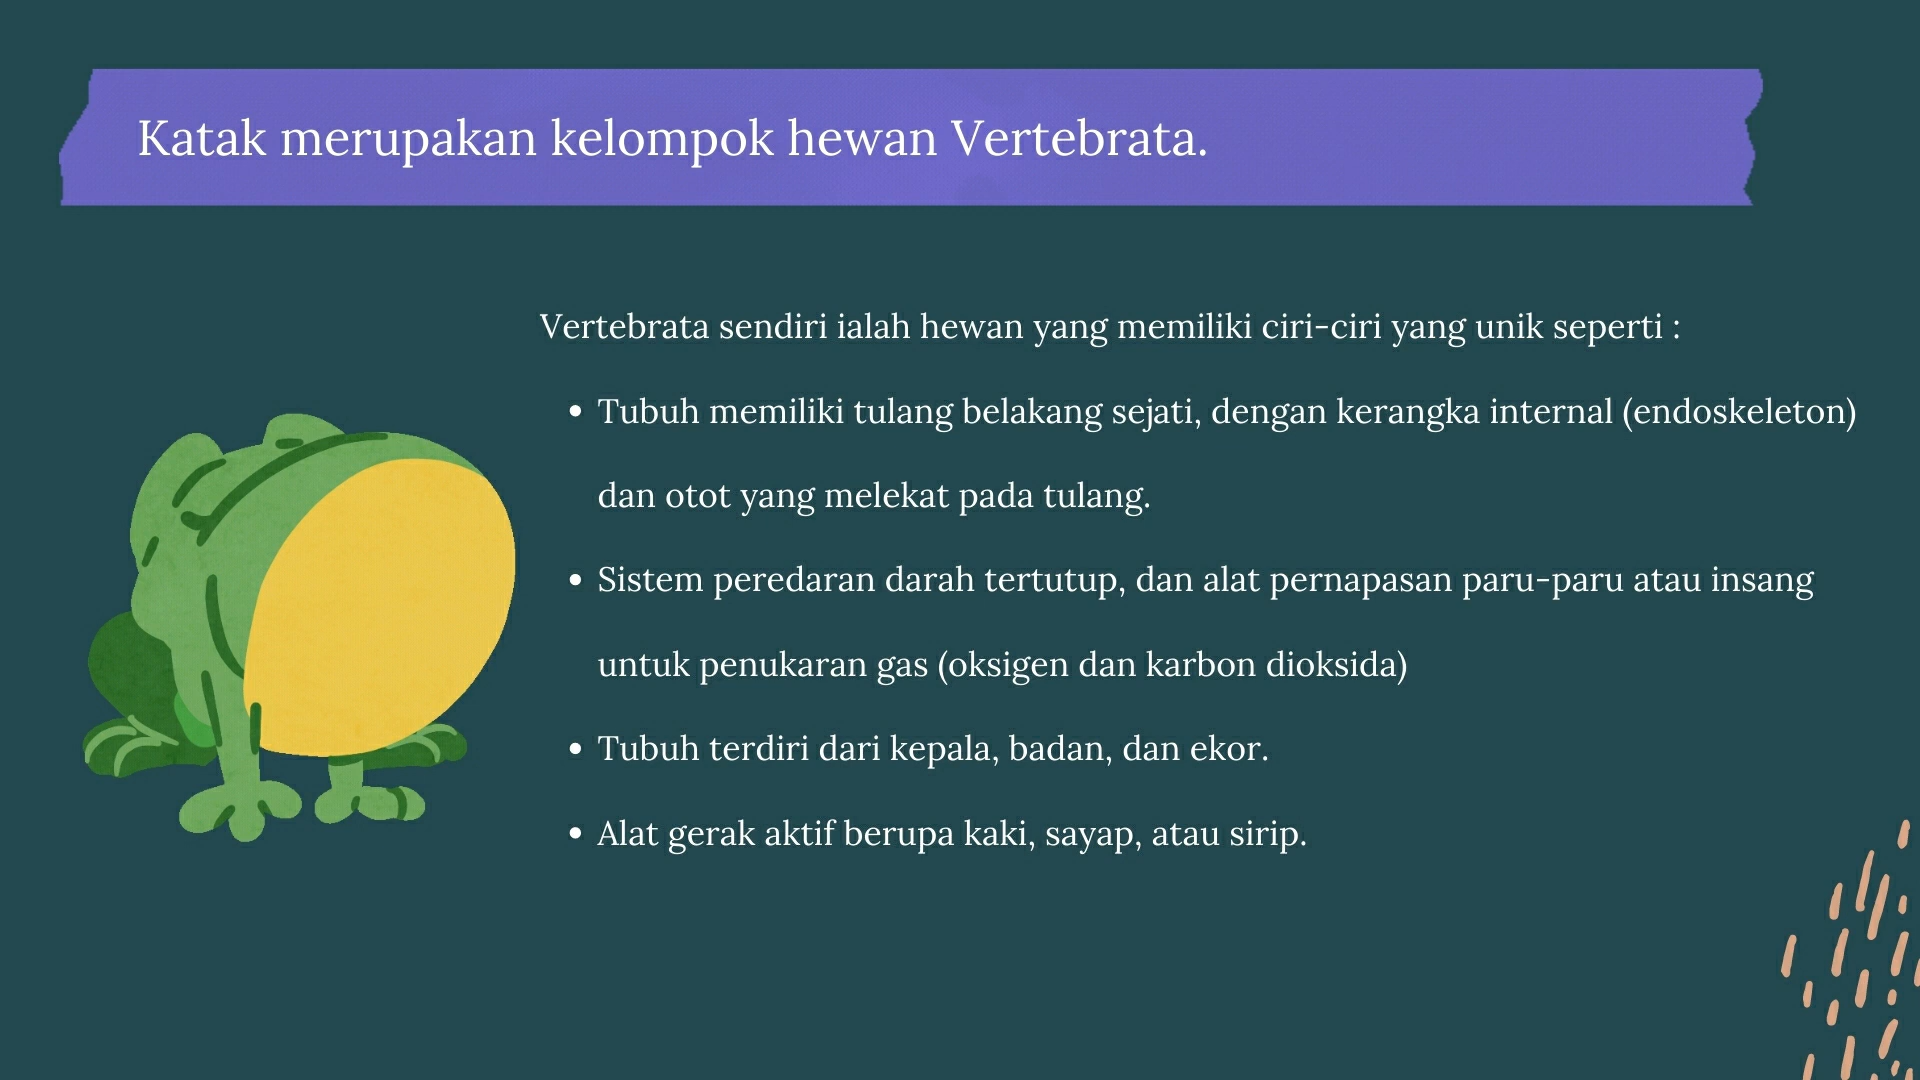 Katak merupakan kelompok hewan Vertebrata.
Vertebrata sendiri ialah hewan yang memiliki ciri-ciri yang unik seperti :
• Tubuh memiliki tulang belakang sejati, dengan kerangka internal (endoskeleton)
dan otot yang melekat pada tulang.
• Sistem peredaran darah tertutup, dan alat pernapasan paru-paru atau insang
untuk penukaran gas (oksigen dan karbon dioksida)
• Tubuh terdiri dari kepala, badan, dan ekor.
• Alat gerak aktif berupa kaki, sayap, atau sirip.